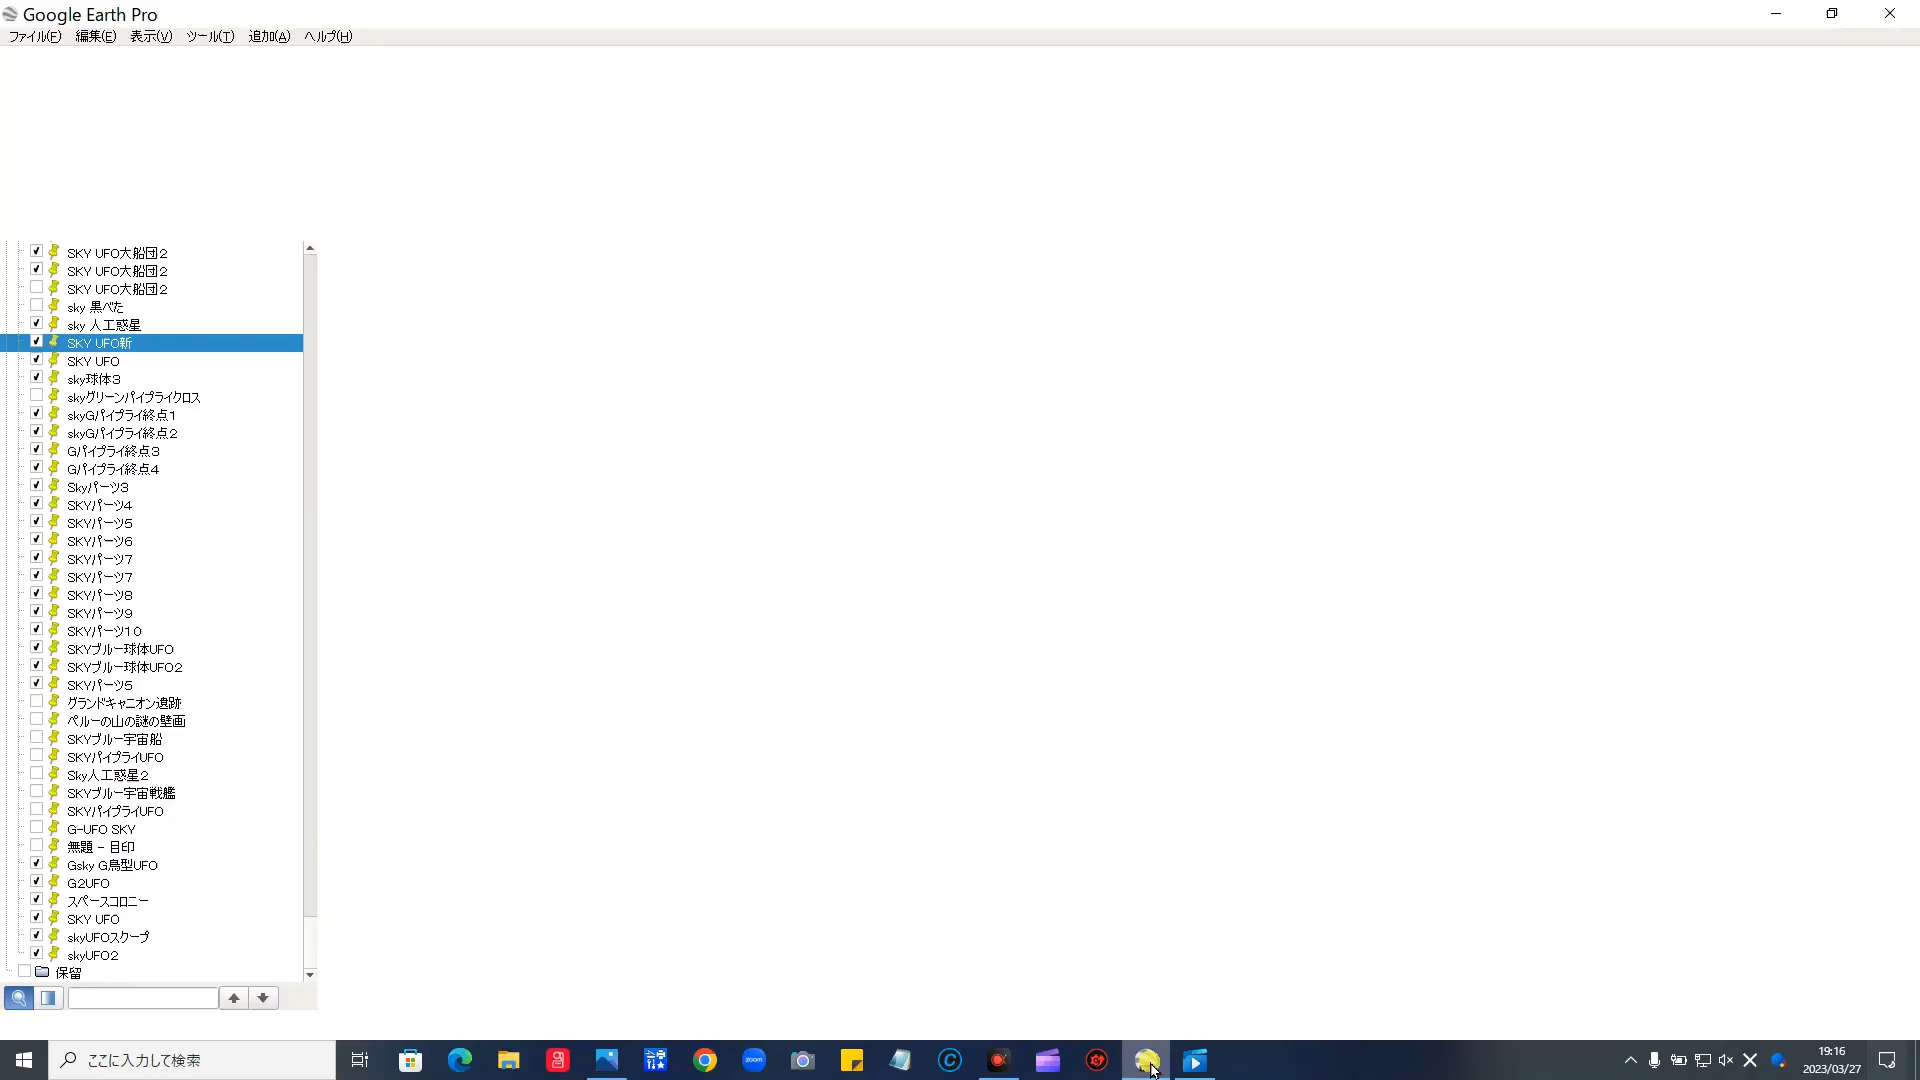 Google Earth Pro
ファイル(F) 編集(E) 表示(V) ツール(T) 追加(A) ヘルプ(H)
SKY UFO大船団2
SKY UFO大船団2
SKY UFO大船団2
sky 黒べた
sky 人工惑星
SKY UFO新
SKY UFO
sky球体3
skyグリーンパイプライクロス
skyGパイプライ終点1
skyGパイプライ終点2
Gパイプライ終点3
Gパイプライ終点4
Skyパーツ3
SKYパーツ4
SKYパーツ5
SKYパーツ6
SKYパーツ7
SKYパーツ7
SKYパーツ8
SKYパーツ9
SKYパーツ10
SKYブルー球体UFO
SKYブルー球体UFO2
SKYパーツ5
グランドキャニオン遺跡
ペルーの山の謎の壁画
SKYブルー宇宙船
SKYパイプライUFO
Sky人工惑星2
SKYブルー宇宙戦艦
SKYパイプライUFO
G-UFO SKY
無題 - 目印
Gsky G鳥型UFO
G2UFO
スペースコロニー
SKY UFO
skyUFOスクープ
skyUFO2
保留
ここに入力して検索
zoom
19:16
2023/03/27